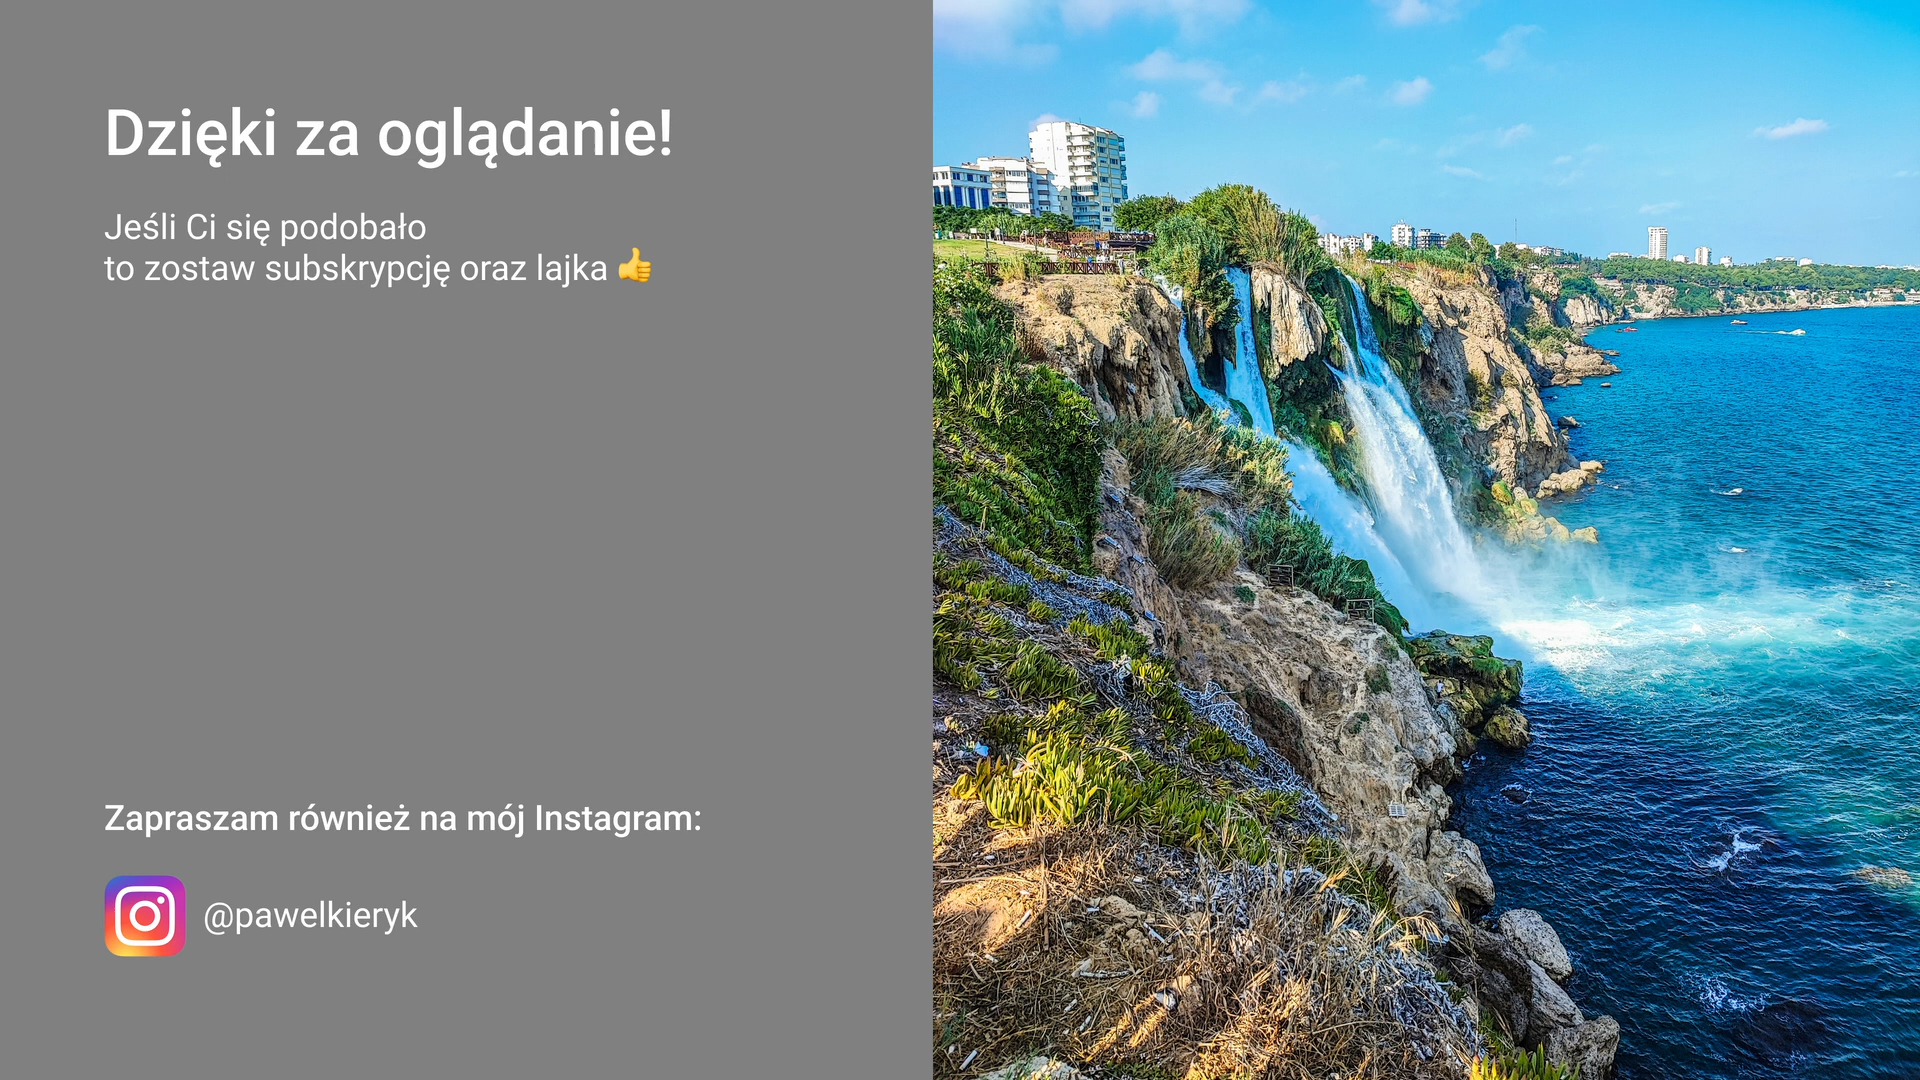 Dzięki za oglądanie!
Jeśli Ci się podobało
to zostaw subskrypcję oraz lajka 👍
Zapraszam również na mój Instagram:
@pawelkieryk